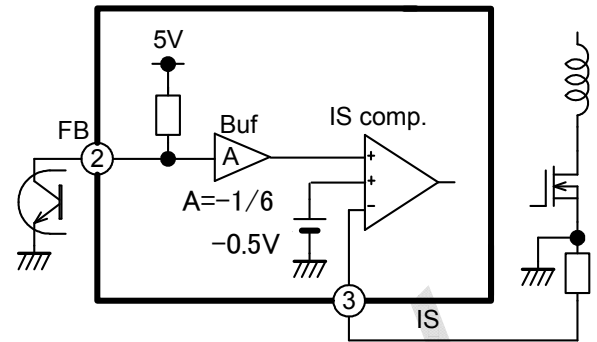 5V
FB
2
Buf
A
IS comp.
+
+
−
A=−1/6
−0.5V
3
IS